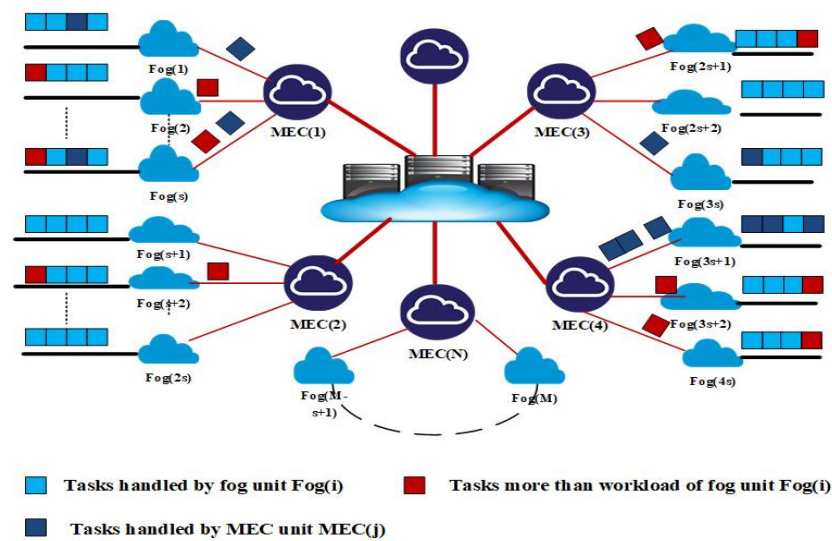 Fog(1)
Fog(2)
Fog(s)
MEC(1)
MEC(3)
Fog(2s+1)
Fog(2s+2)
Fog(3s)
Fog(s+1)
Fog(s+2)
Fog(2s)
MEC(2)
MEC(N)
MEC(4)
Fog(3s+1)
Fog(3s+2)
Fog(4s)
Fog(M-
s+1)
Fog(M)
Tasks handled by fog unit Fog(i)
Tasks more than workload of fog unit Fog(i)
Tasks handled by MEC unit MEC(j)